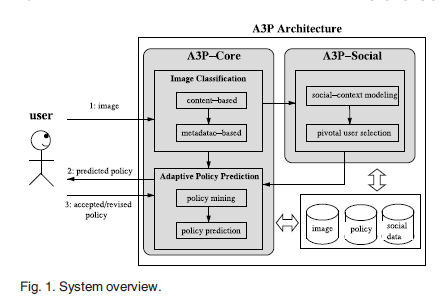 A3P Architecture
A3P–Core
A3P–Social
Image Classification
content–based
metadatao–based
social–context modeling
pivotal user selection
user
1: image
2: predicted policy
3: accepted/revised
policy
Adaptive Policy Prediction
policy mining
policy prediction
image
policy
social
data
Fig. 1. System overview.